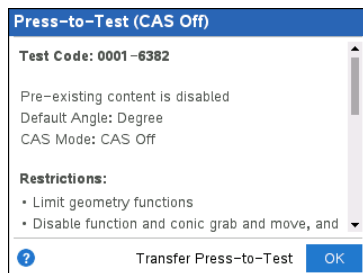 Press-to-Test (CAS Off)
Test Code: 0001-6382
Pre-existing content is disabled
Default Angle: Degree
CAS Mode: CAS Off
Restrictions:
• Limit geometry functions
• Disable function and conic grab and move, and
? Transfer Press-to-Test OK